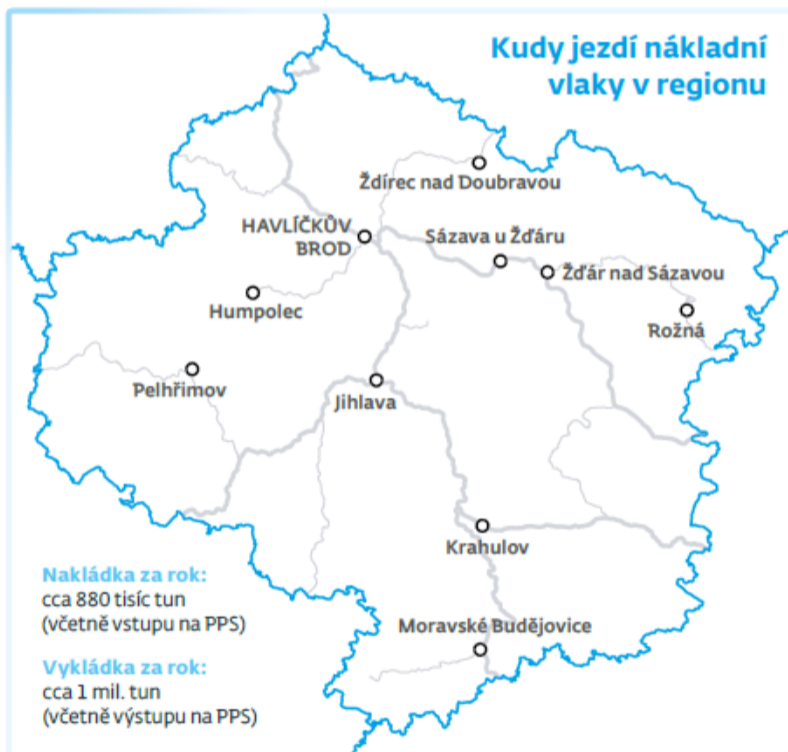 Kudy jezdí nákladní
vlaky v regionu
Ždírec nad Doubravou
HAVLÍČKŮV
BROD
Sázava u Žďáru
Žďár nad Sázavou
Humpolec
Rožná
Pelhřimov
Jihlava
Krahulov
Nakládka za rok:
cca 880 tisíc tun
(včetně vstupu na PPS)
Moravské Budějovice
Vykládka za rok:
cca 1 mil. tun
(včetně výstupu na PPS)